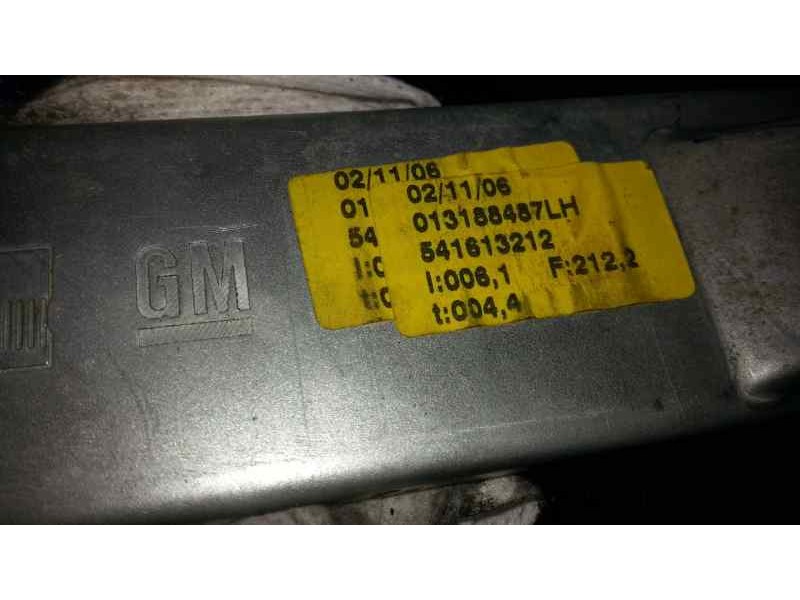 GM
02/11/06
01
54
I:0
t:0
02/11/06
013188487LH
541613212
I:006,1 F:212,2
t:004,4